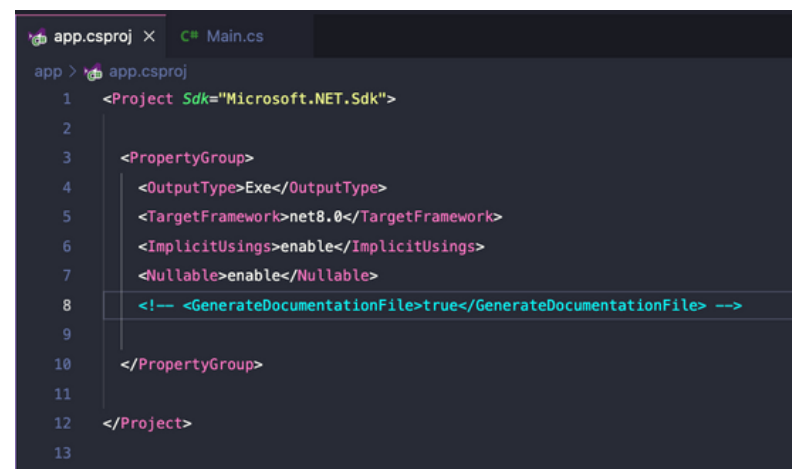 app.csproj × C# Main.cs
app > app.csproj
1 <Project Sdk="Microsoft.NET.Sdk">
2
3 <PropertyGroup>
4 <OutputType>Exe</OutputType>
5 <TargetFramework>net8.0</TargetFramework>
6 <ImplicitUsings>enable</ImplicitUsings>
7 <Nullable>enable</Nullable>
8 <!-- <GenerateDocumentationFile>true</GenerateDocumentationFile> -->
9
10 </PropertyGroup>
11
12 </Project>
13